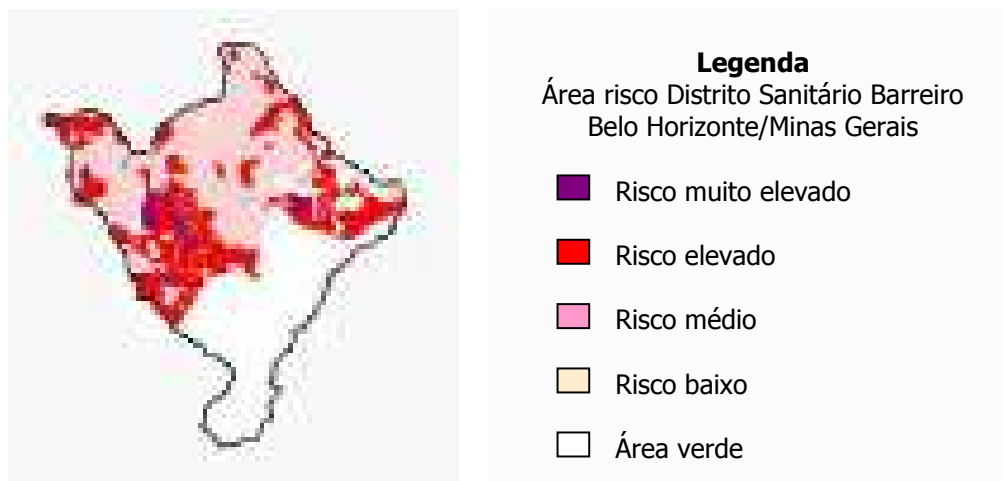 Legenda
Área risco Distrito Sanitário Barreiro
Belo Horizonte/Minas Gerais
Risco muito elevado
Risco elevado
Risco médio
Risco baixo
Área verde